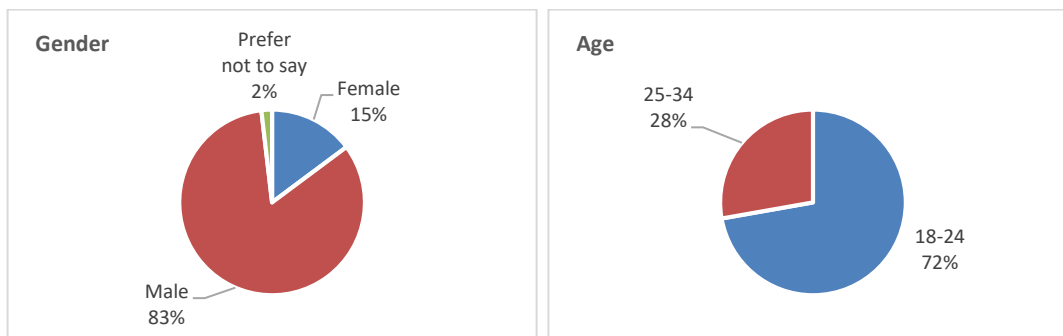 Gender
Prefer
not to say
2%
Female
15%
Male
83%
Age
25-34
28%
18-24
72%